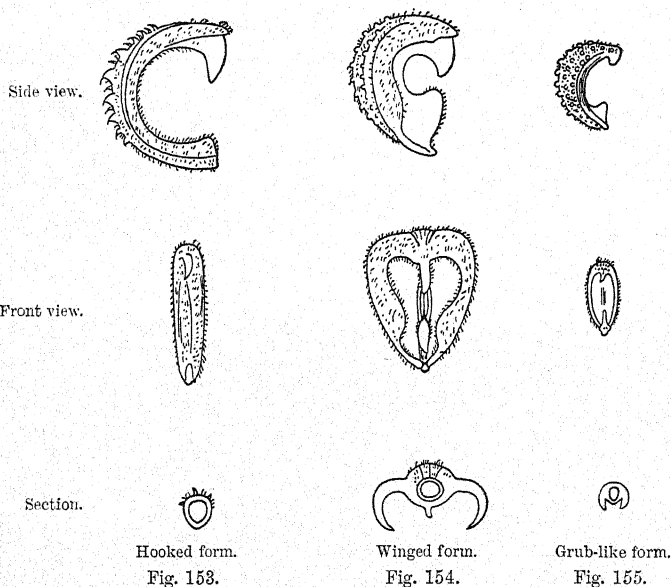 Side view.
Front view.
Section.
Hooked form.
Winged form.
Grub-like form.
Fig. 153.
Fig. 154.
Fig. 155.